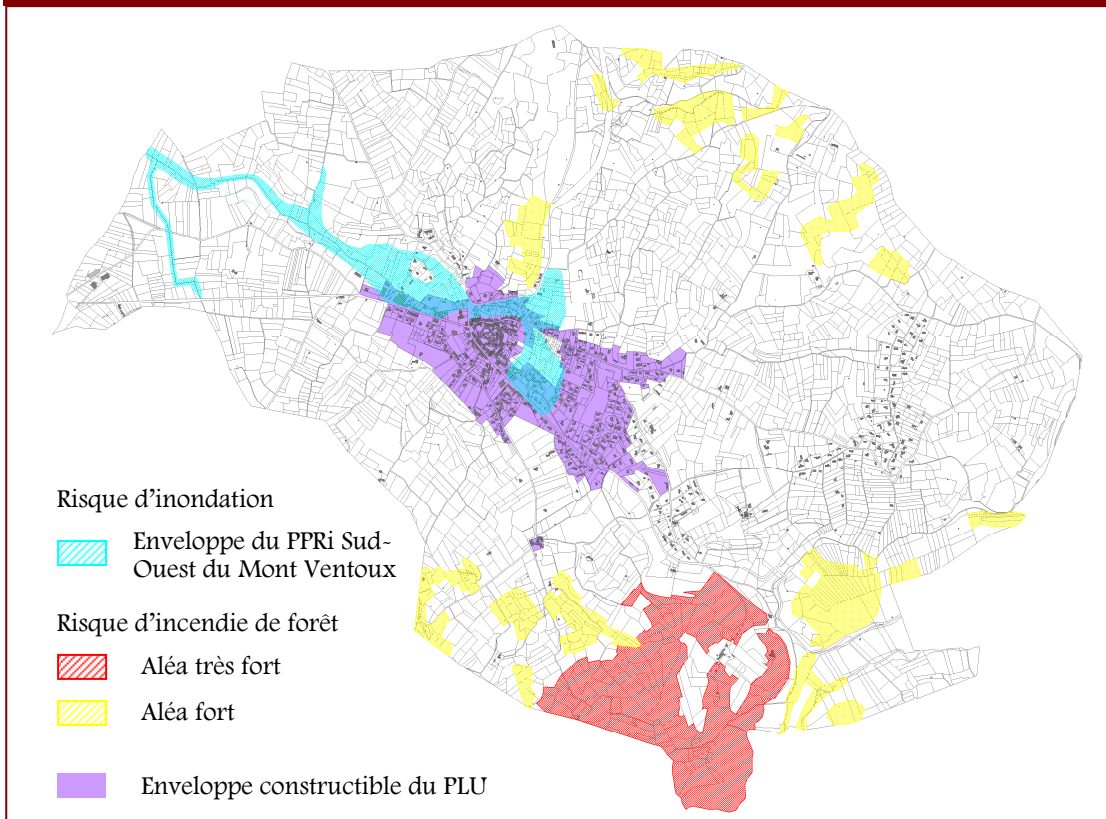 Risque d'inondation
Enveloppe du PPRi Sud-
Ouest du Mont Ventoux
Risque d'incendie de forêt
Aléa très fort
Aléa fort
Enveloppe constructible du PLU